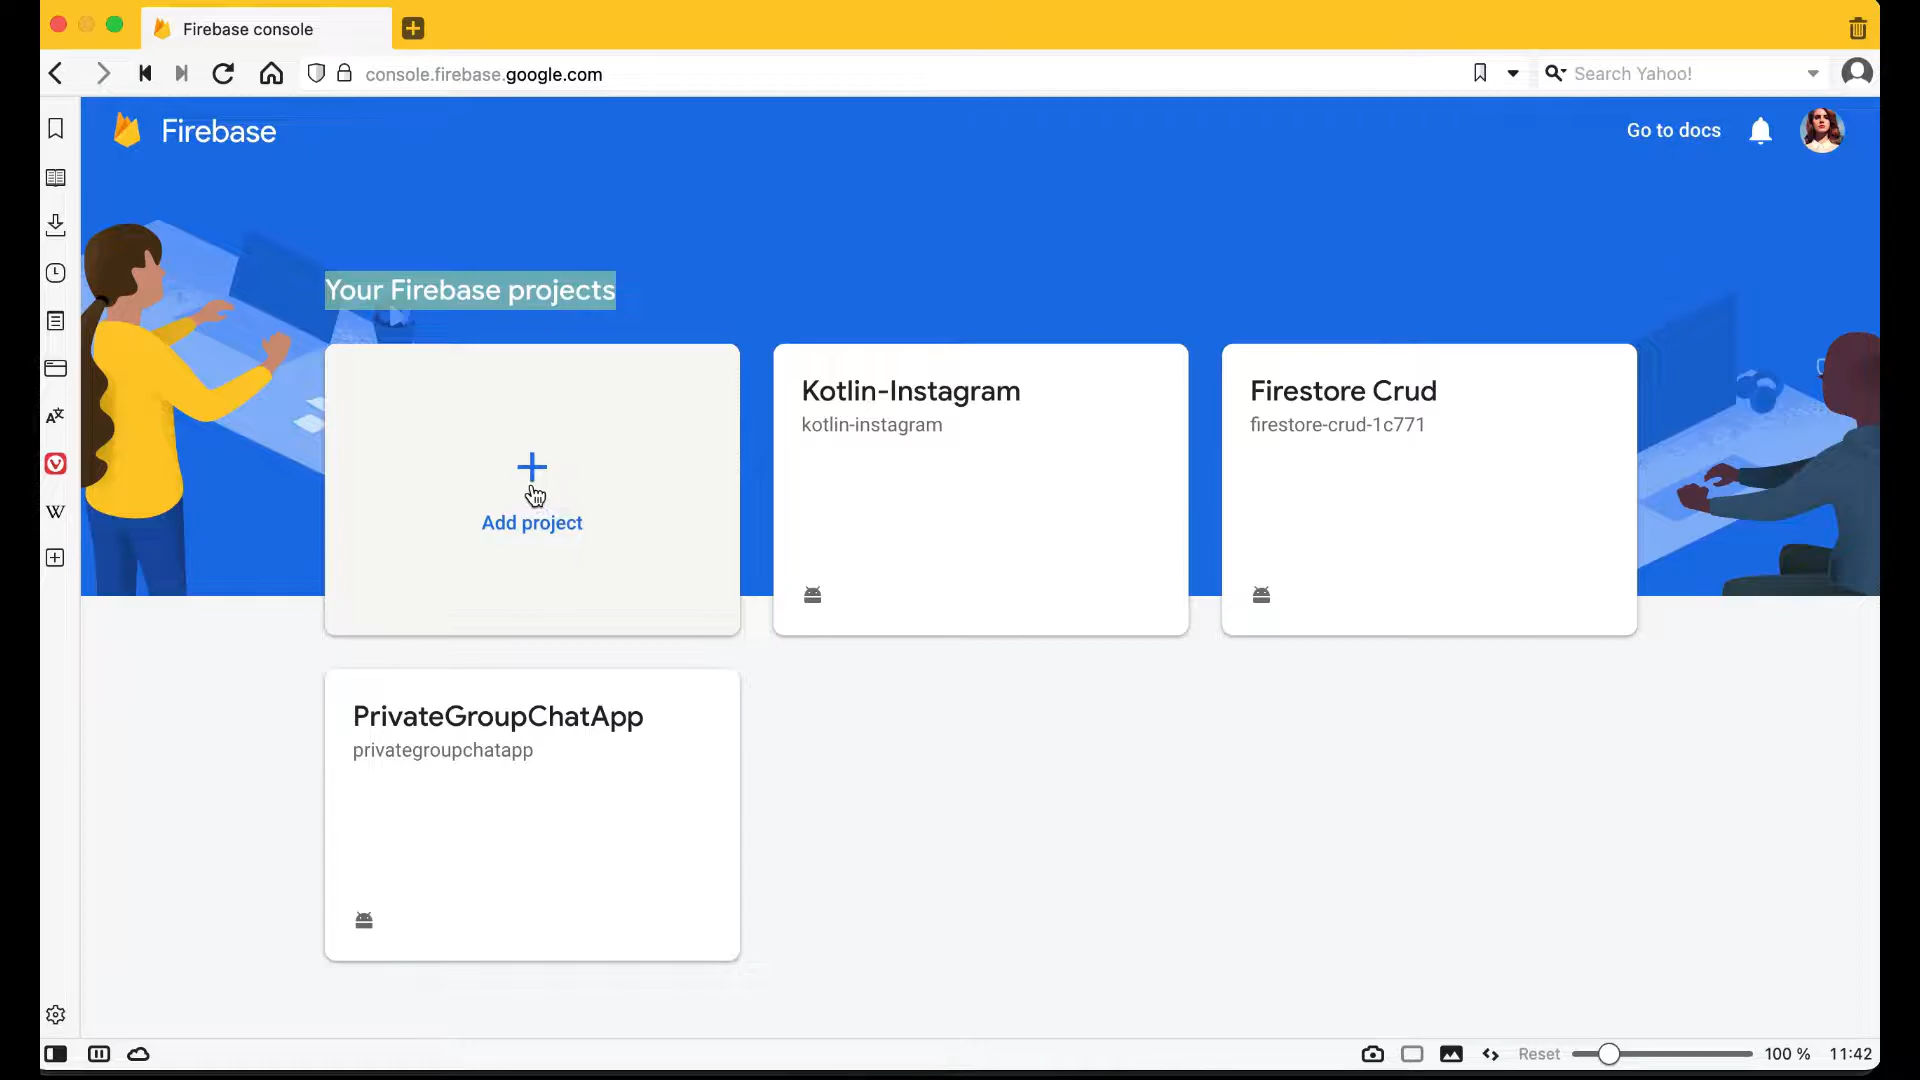 Firebase console
console.firebase.google.com
Search Yahoo!
Firebase
Go to docs
Your Firebase projects
Add project
Kotlin-Instagram
kotlin-instagram
Firestore Crud
firestore-crud-1c771
PrivateGroupChatApp
privategroupchatapp
W
Reset
100 %
11:42